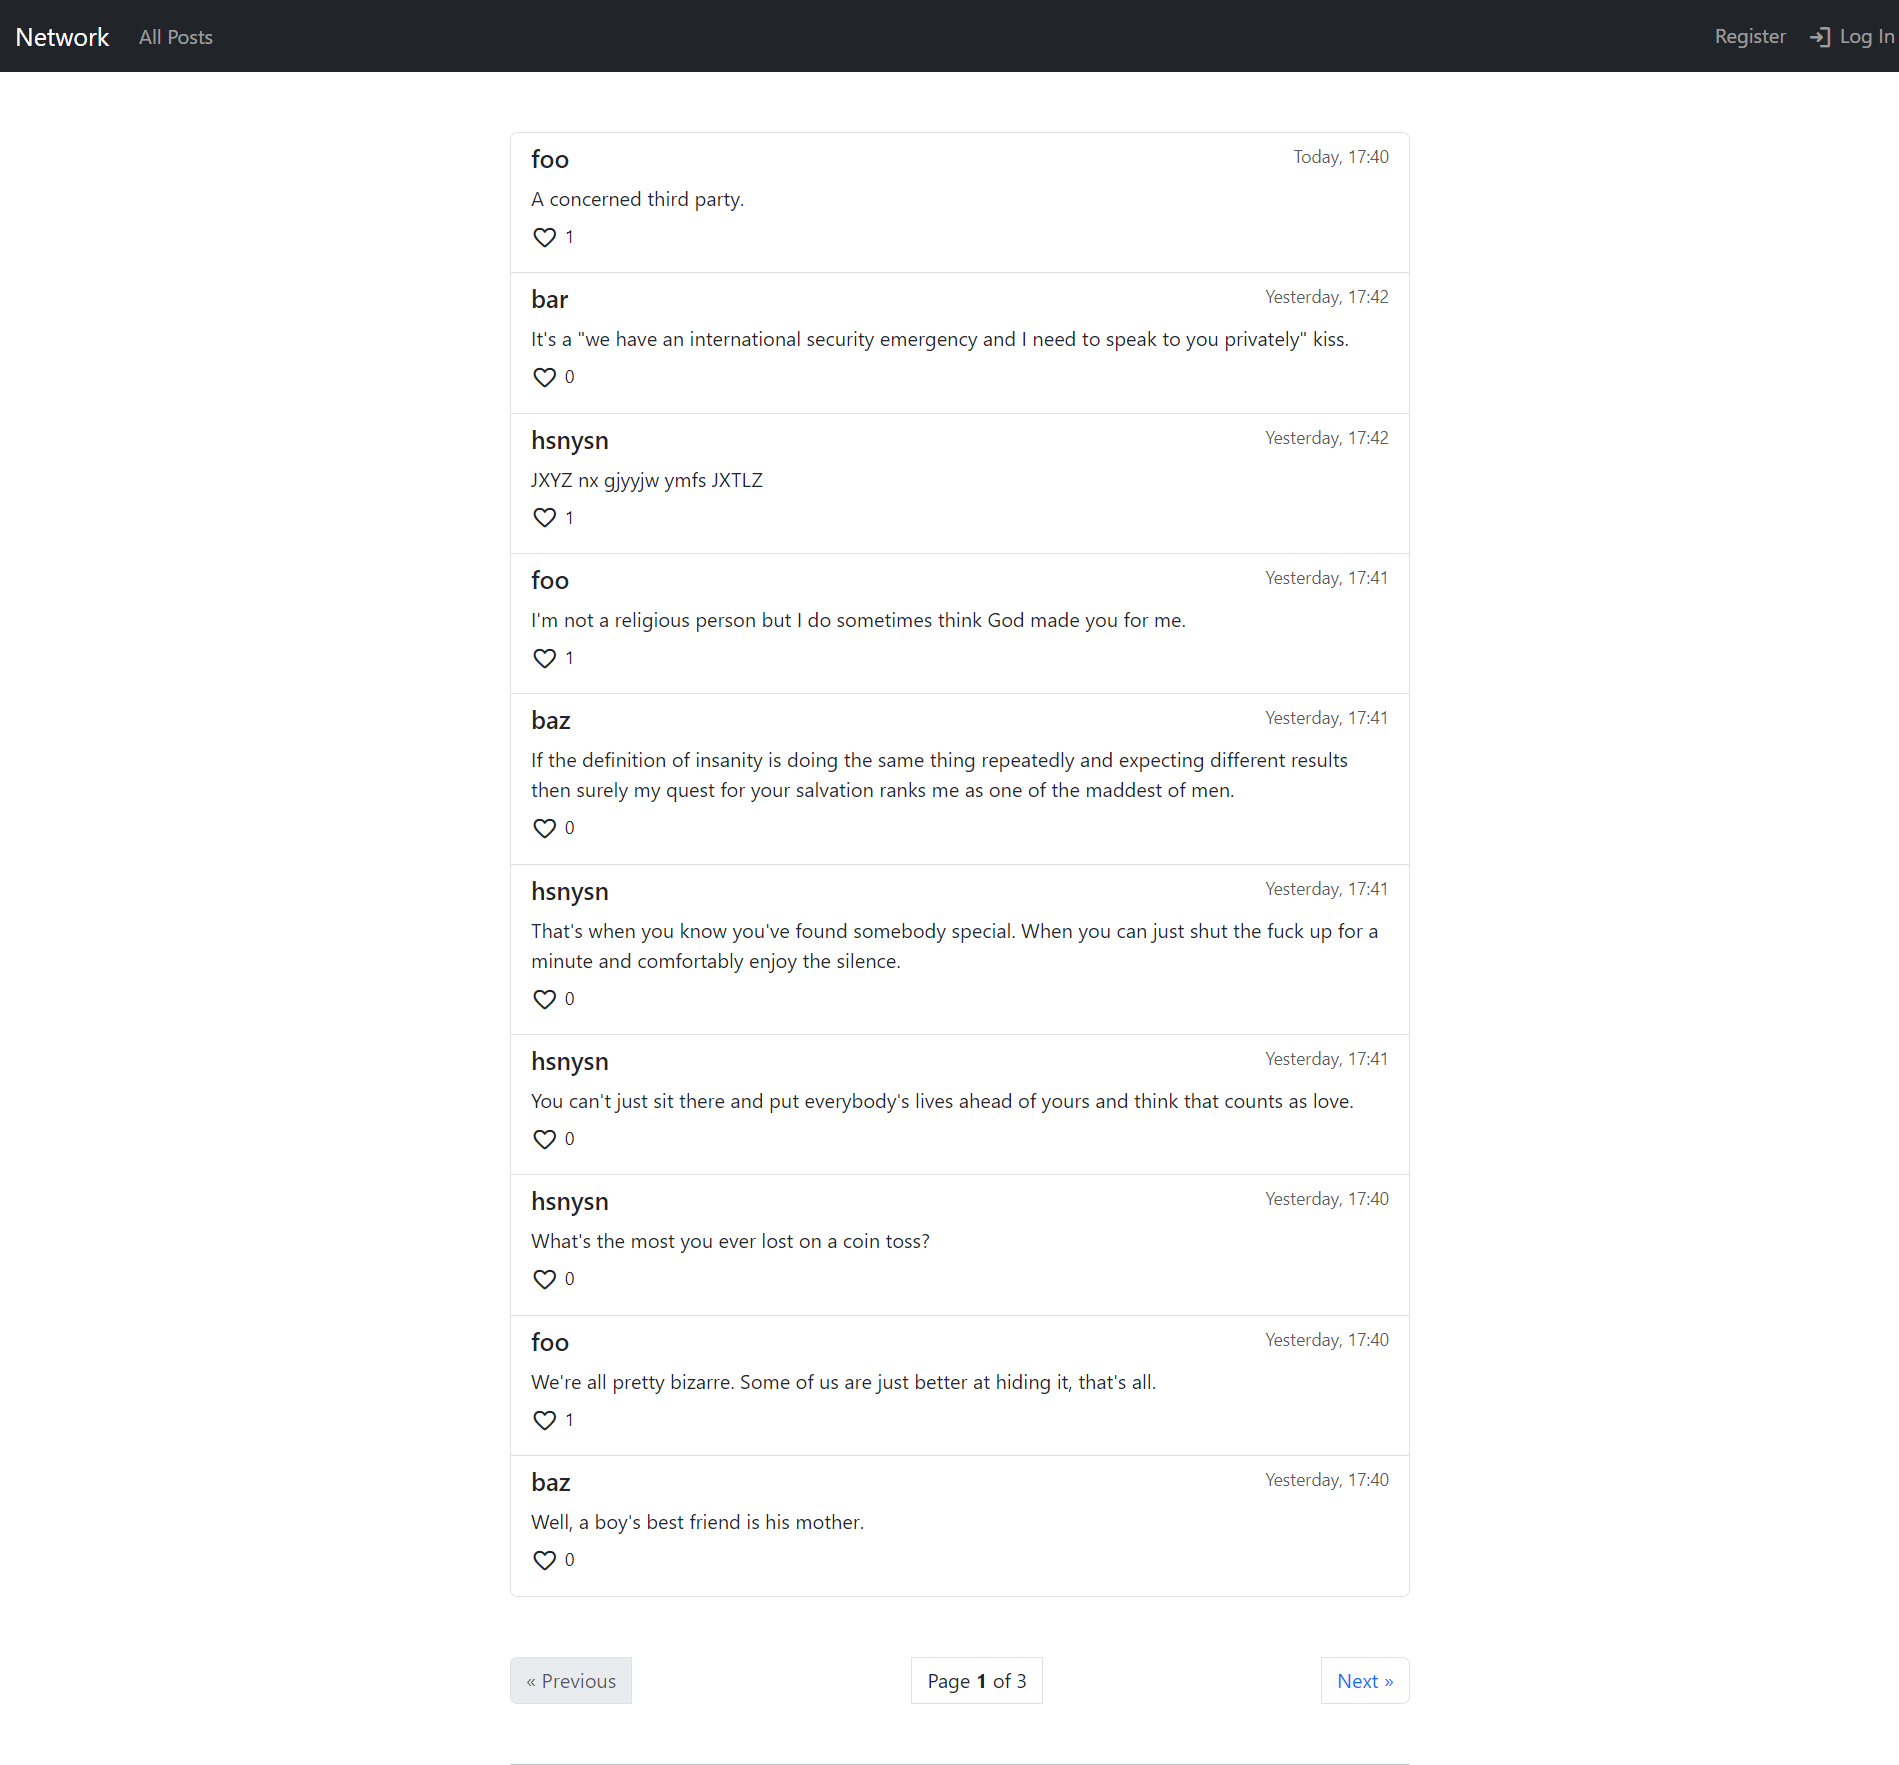 Network All Posts Register Log In
foo Today, 17:40
A concerned third party.
1
bar Yesterday, 17:42
It's a "we have an international security emergency and I need to speak to you privately" kiss.
0
hsnysn Yesterday, 17:42
JXYZ nx gjyyjw ymfs JXTLZ
1
foo Yesterday, 17:41
I'm not a religious person but I do sometimes think God made you for me.
1
baz Yesterday, 17:41
If the definition of insanity is doing the same thing repeatedly and expecting different results
then surely my quest for your salvation ranks me as one of the maddest of men.
0
hsnysn Yesterday, 17:41
That's when you know you've found somebody special. When you can just shut the fuck up for a
minute and comfortably enjoy the silence.
0
hsnysn Yesterday, 17:41
You can't just sit there and put everybody's lives ahead of yours and think that counts as love.
0
hsnysn Yesterday, 17:40
What's the most you ever lost on a coin toss?
0
foo Yesterday, 17:40
We're all pretty bizarre. Some of us are just better at hiding it, that's all.
1
baz Yesterday, 17:40
Well, a boy's best friend is his mother.
0
« Previous Page 1 of 3 Next »